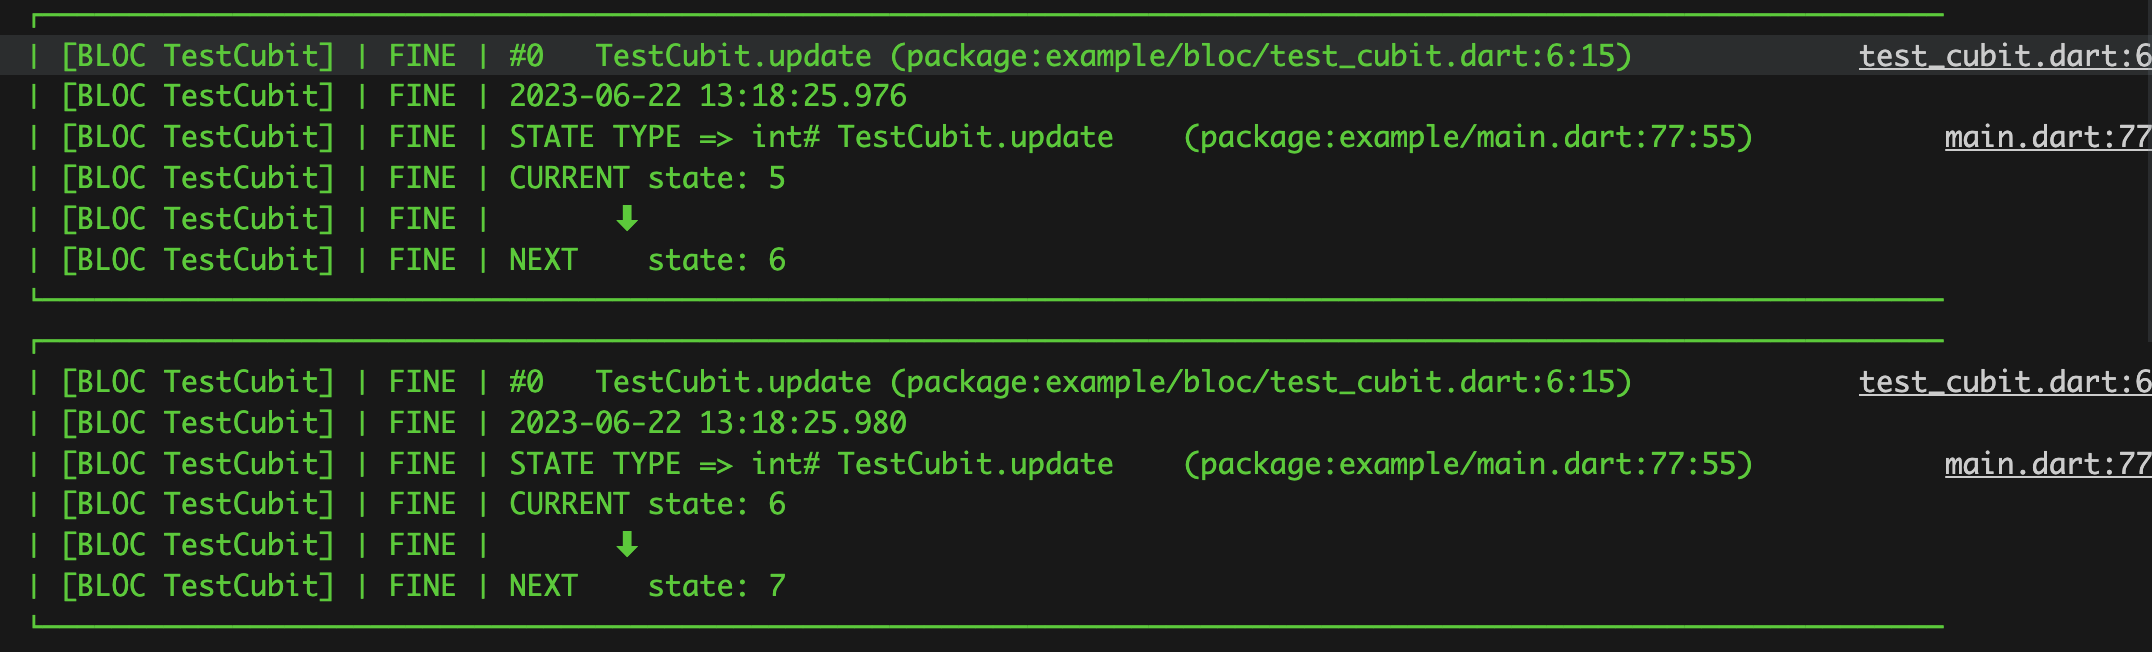 | [BLOC TestCubit] | FINE | #0   TestCubit.update (package:example/bloc/test_cubit.dart:6:15) test_cubit.dart:6
| [BLOC TestCubit] | FINE | 2023-06-22 13:18:25.976
| [BLOC TestCubit] | FINE | STATE TYPE => int# TestCubit.update    (package:example/main.dart:77:55) main.dart:77
| [BLOC TestCubit] | FINE | CURRENT state: 5
| [BLOC TestCubit] | FINE |       ⬇
| [BLOC TestCubit] | FINE | NEXT    state: 6
| [BLOC TestCubit] | FINE | #0   TestCubit.update (package:example/bloc/test_cubit.dart:6:15) test_cubit.dart:6
| [BLOC TestCubit] | FINE | 2023-06-22 13:18:25.980
| [BLOC TestCubit] | FINE | STATE TYPE => int# TestCubit.update    (package:example/main.dart:77:55) main.dart:77
| [BLOC TestCubit] | FINE | CURRENT state: 6
| [BLOC TestCubit] | FINE |       ⬇
| [BLOC TestCubit] | FINE | NEXT    state: 7